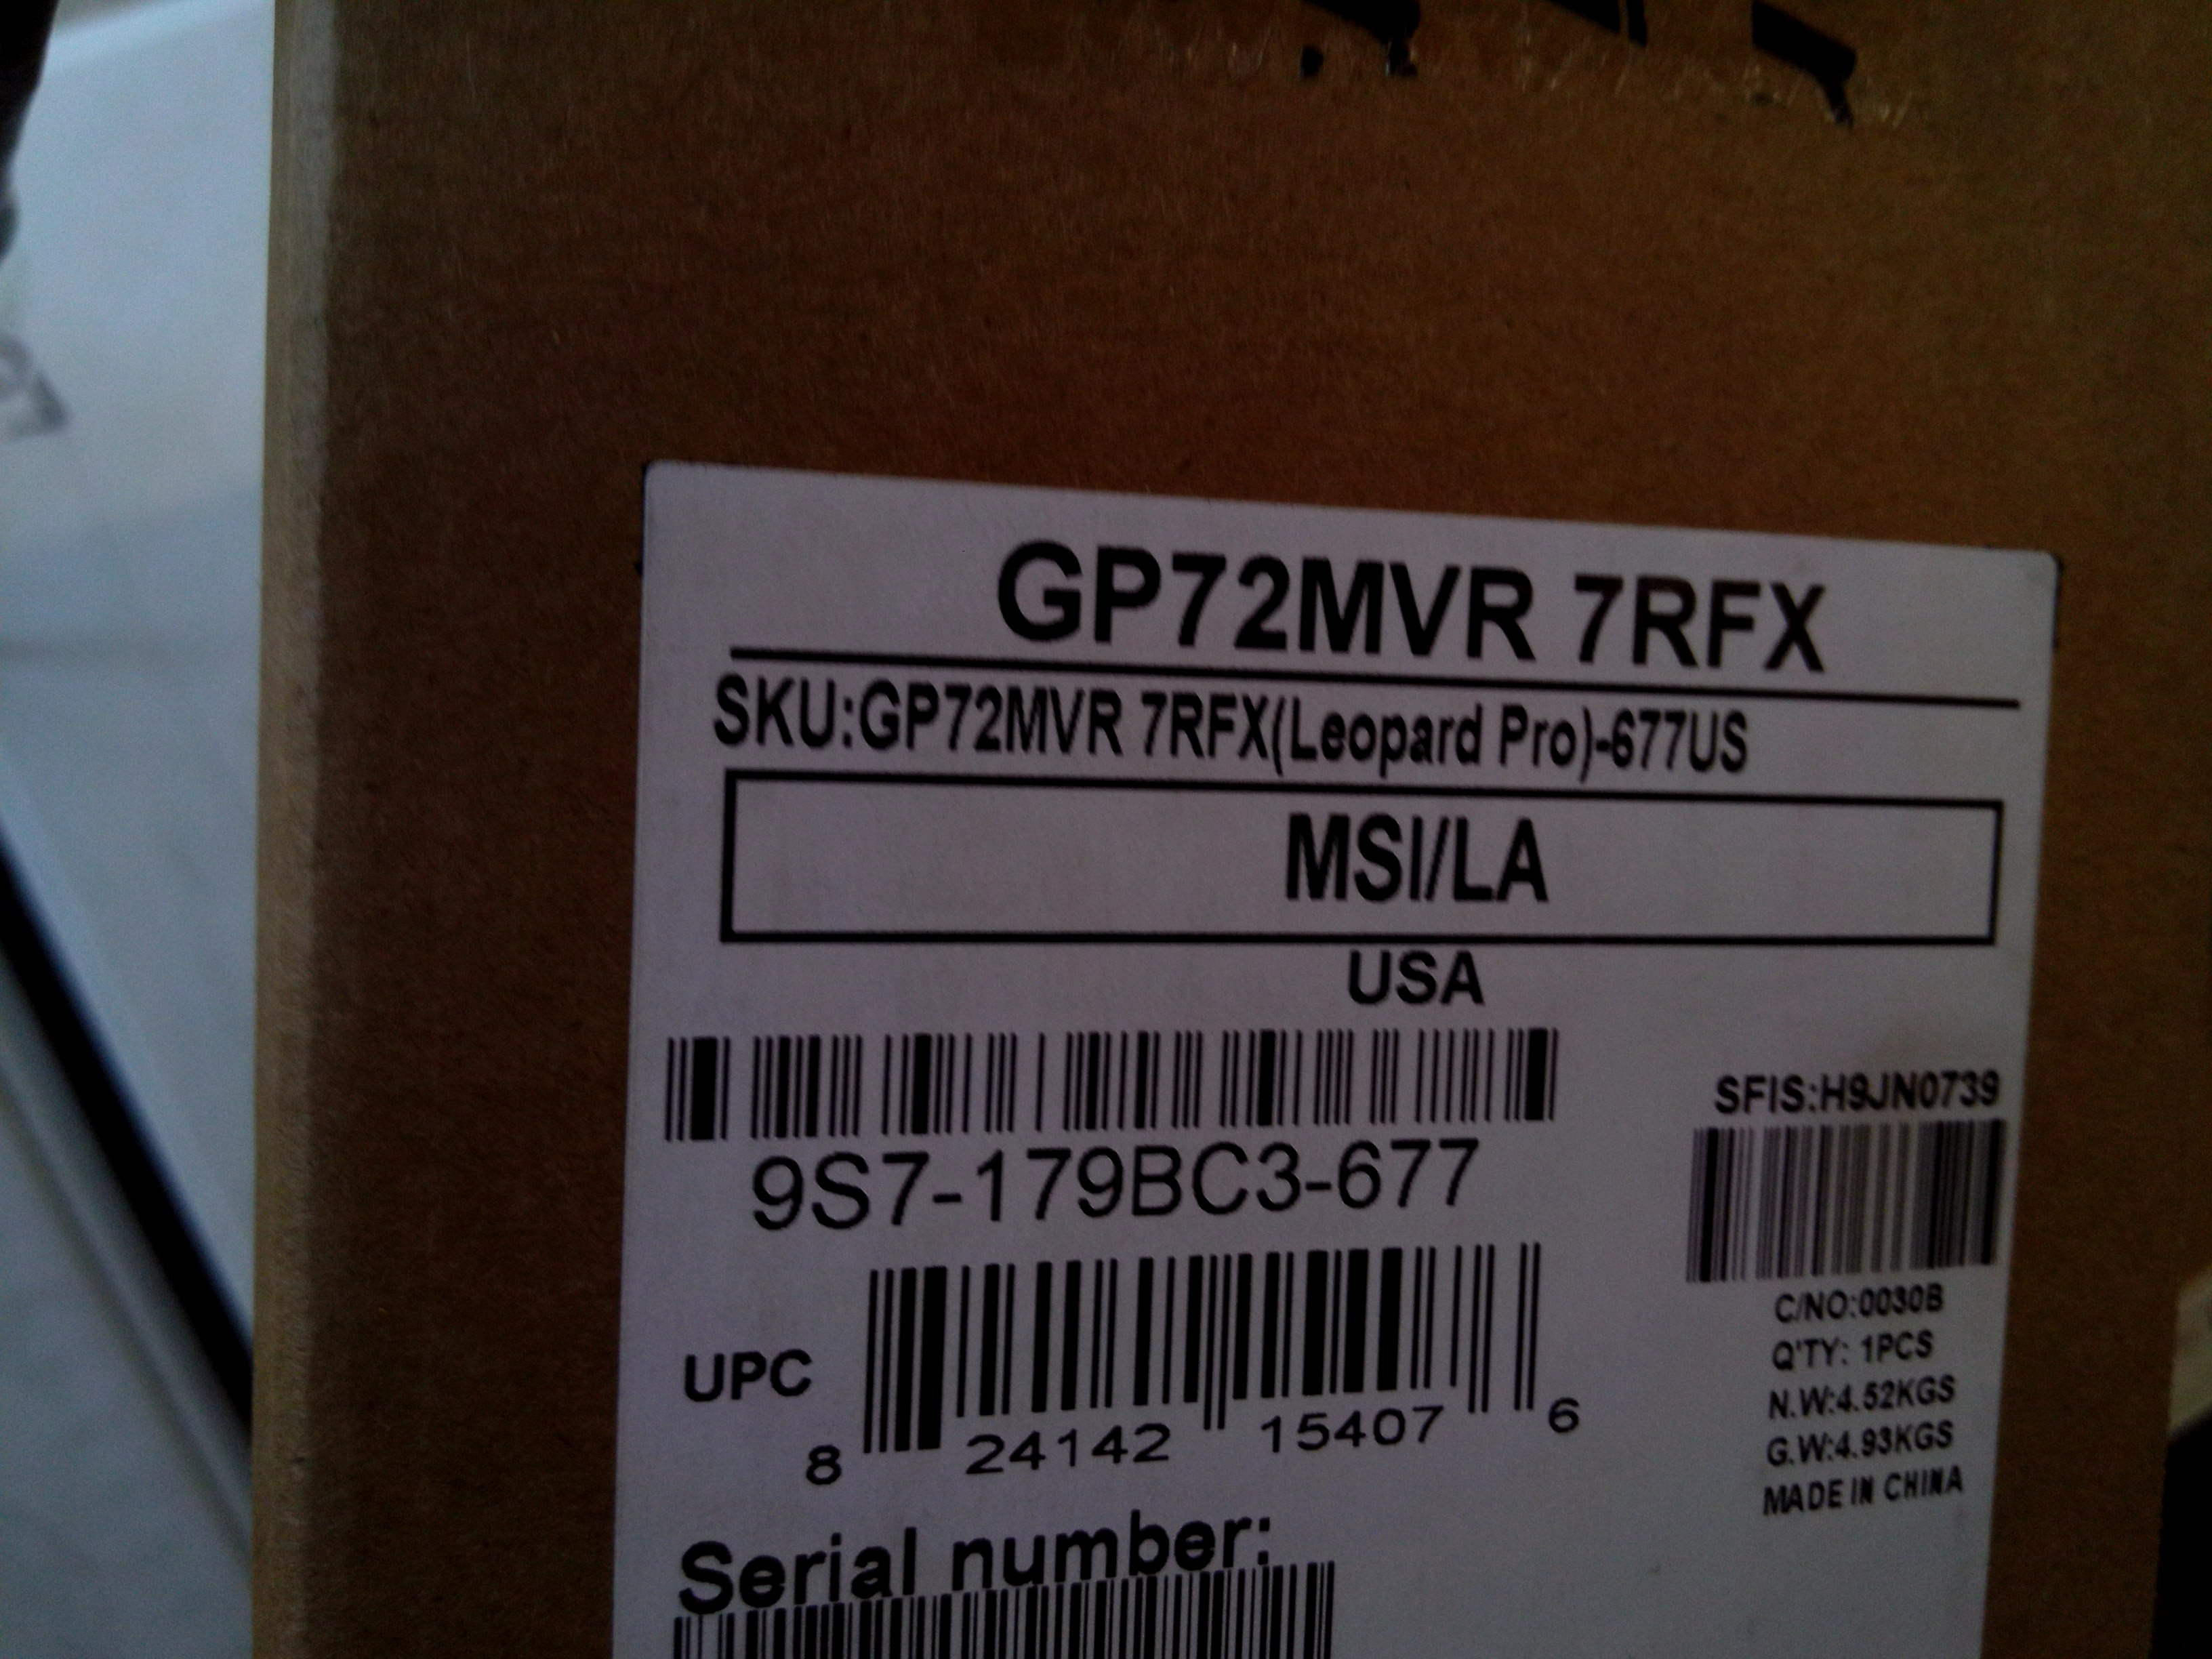 GP72MVR 7RFX
SKU:GP72MVR 7RFX(Leopard Pro)-677US
MSI/LA
USA
9S7-179BC3-677
SFIS:H9JN0739
UPC
8 24142 15407 6
C/NO:0030B
Q'TY: 1PCS
N.W:4.52KGS
G.W:4.93KGS
MADE IN CHINA
Serial number: